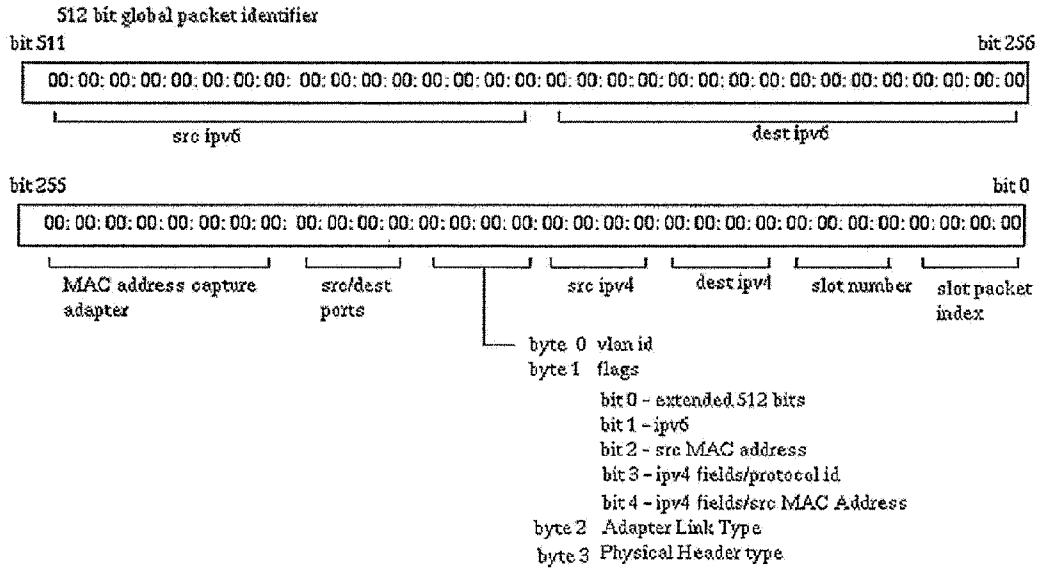 512 bit global packet identifier
bit 511 bit 256
00:00:00:00:00:00:00:00:00:00:00:00:00:00:00:00:00:00:00:00:00:00:00:00:00:00:00:00:00:00:00:00
src ipv6 dest ipv6
bit 255 bit 0
00:00:00:00:00:00:00:00:00:00:00:00:00:00:00:00:00:00:00:00:00:00:00:00:00:00:00:00:00:00:00:00
MAC address capture adapter
src/dest ports
src ipv4
dest ipv4
slot number
slot packet index
byte 0 vlan id
byte 1 flags
bit 0 - extended 512 bits
bit 1 - ipv6
bit 2 - src MAC address
bit 3 - ipv4 fields/protocol id
bit 4 - ipv4 fields/src MAC Address
byte 2 Adapter Link Type
byte 3 Physical Header type